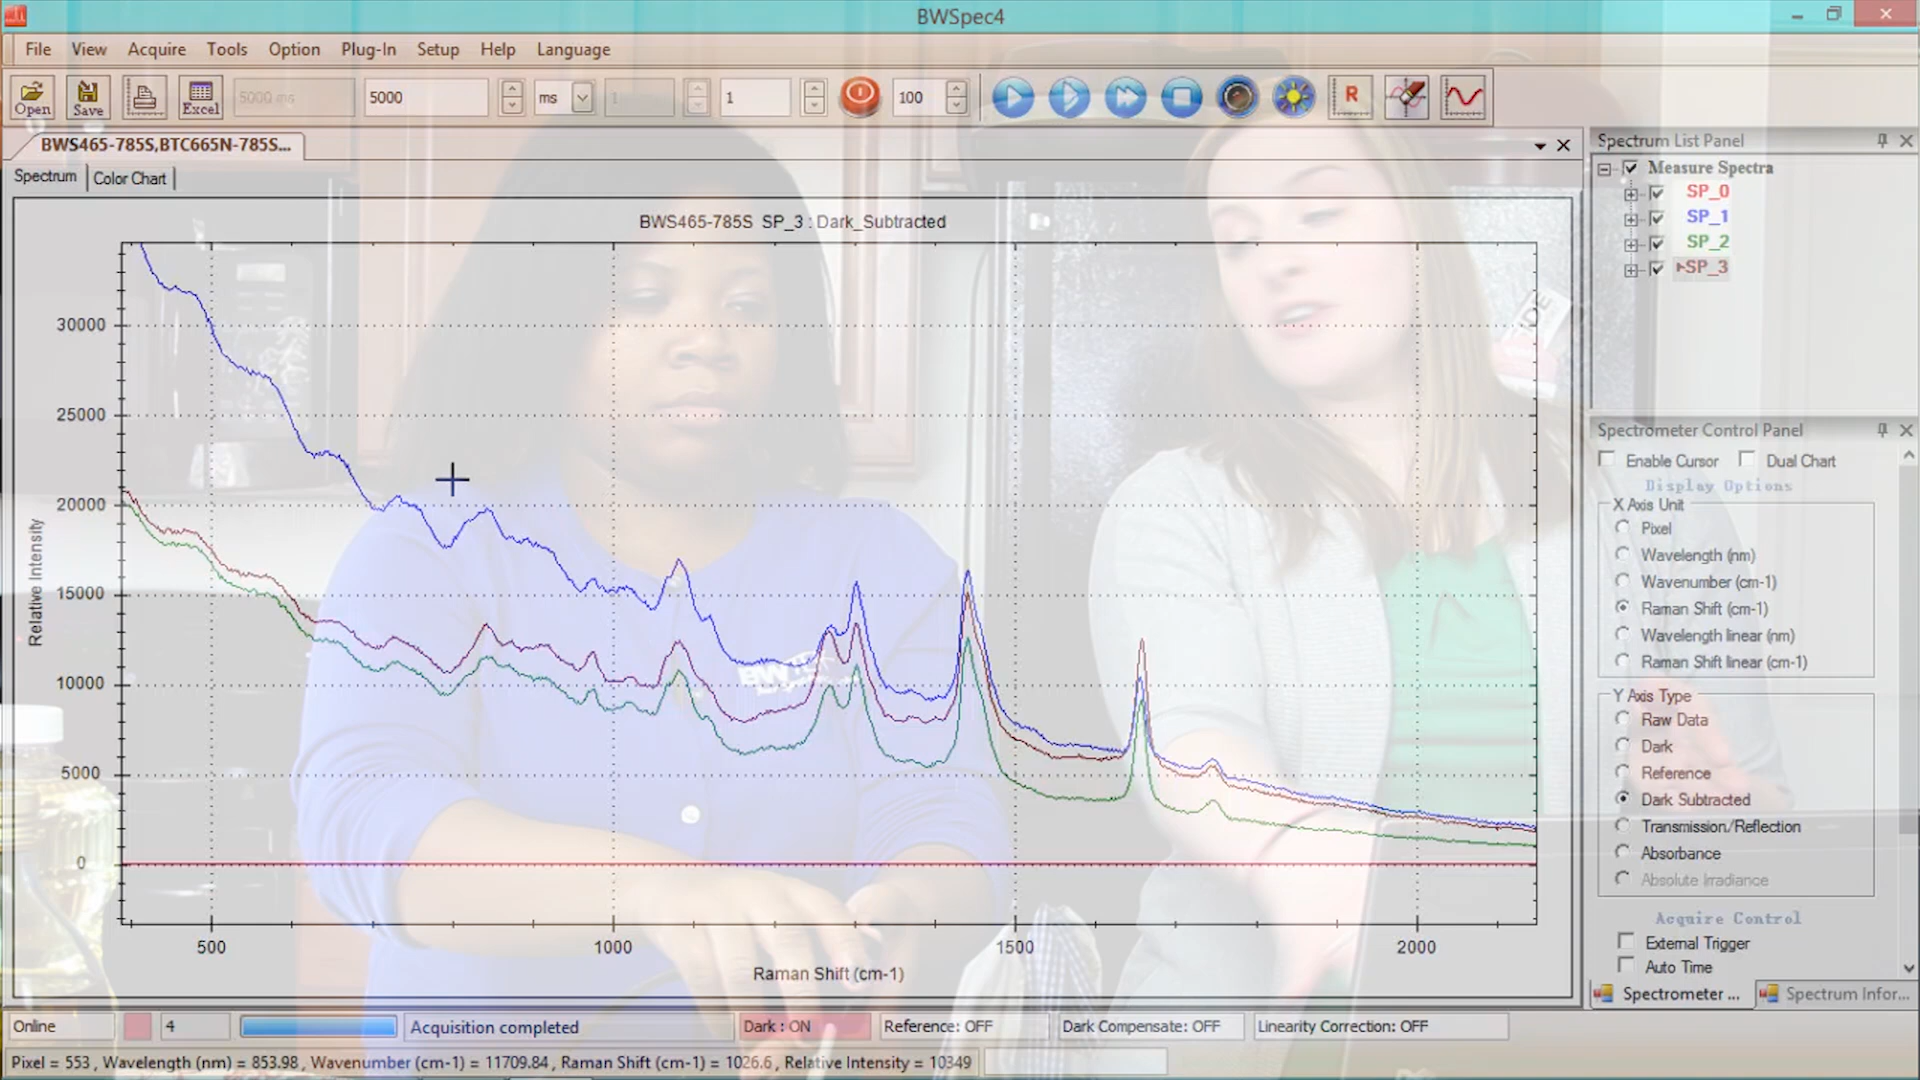 BWSpec4
File View Acquire Tools Option Plug-In Setup Help Language
Open Save Excel 5000 ms 5000 ms 1 1 100 R
BWS465-785S,BTC665N-785S...
Spectrum Color Chart
BWS465-785S SP_3 : Dark_Subtracted
30000
25000
20000
15000
10000
5000
0
Relative Intensity
500 1000 1500 2000
Raman Shift (cm-1)
BWTEK
IDE
Spectrum List Panel
Measure Spectra
SP_0
SP_1
SP_2
SP_3
Spectrometer Control Panel
Enable Cursor Dual Chart
Display Options
X Axis Unit
Pixel
Wavelength (nm)
Wavenumber (cm-1)
Raman Shift (cm-1)
Wavelength linear (nm)
Raman Shift linear (cm-1)
Y Axis Type
Raw Data
Dark
Reference
Dark Subtracted
Transmission/Reflection
Absorbance
Absolute Irradiance
Acquire Control
External Trigger
Auto Time
Spectrometer ... Spectrum Infor...
Online 4 Acquisition completed Dark : ON Reference: OFF Dark Compensate: OFF Linearity Correction: OFF
Pixel = 553 , Wavelength (nm) = 853.98 , Wavenumber (cm-1) = 11709.84 , Raman Shift (cm-1) = 1026.6 , Relative Intensity = 10349